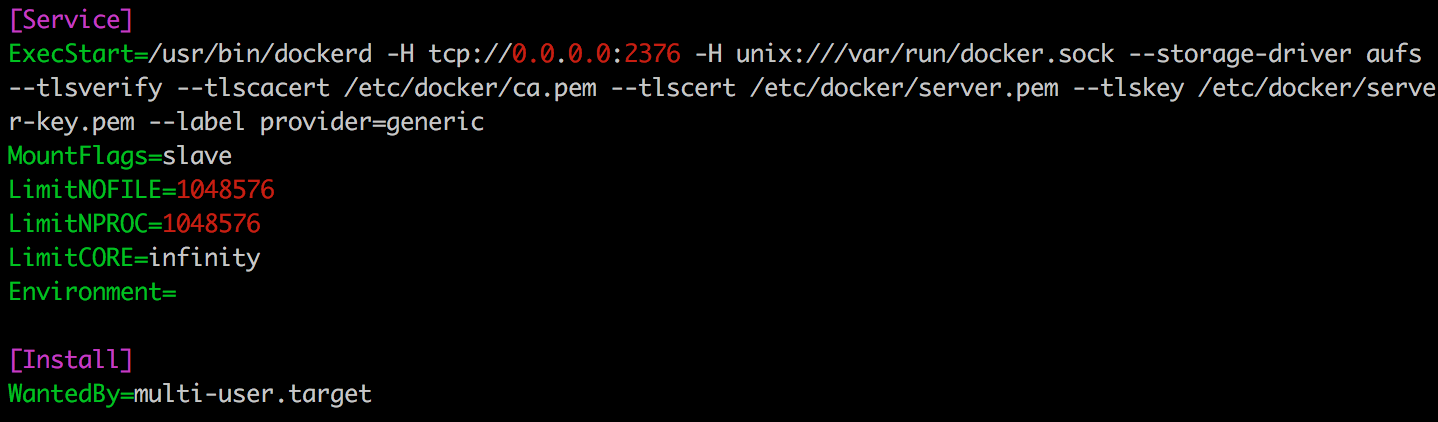 [Service]
ExecStart=/usr/bin/dockerd -H tcp://0.0.0.0:2376 -H unix:///var/run/docker.sock --storage-driver aufs
--tlsverify --tlscacert /etc/docker/ca.pem --tlscert /etc/docker/server.pem --tlskey /etc/docker/serve
r-key.pem --label provider=generic
MountFlags=slave
LimitNOFILE=1048576
LimitNPROC=1048576
LimitCORE=infinity
Environment=
[Install]
WantedBy=multi-user.target